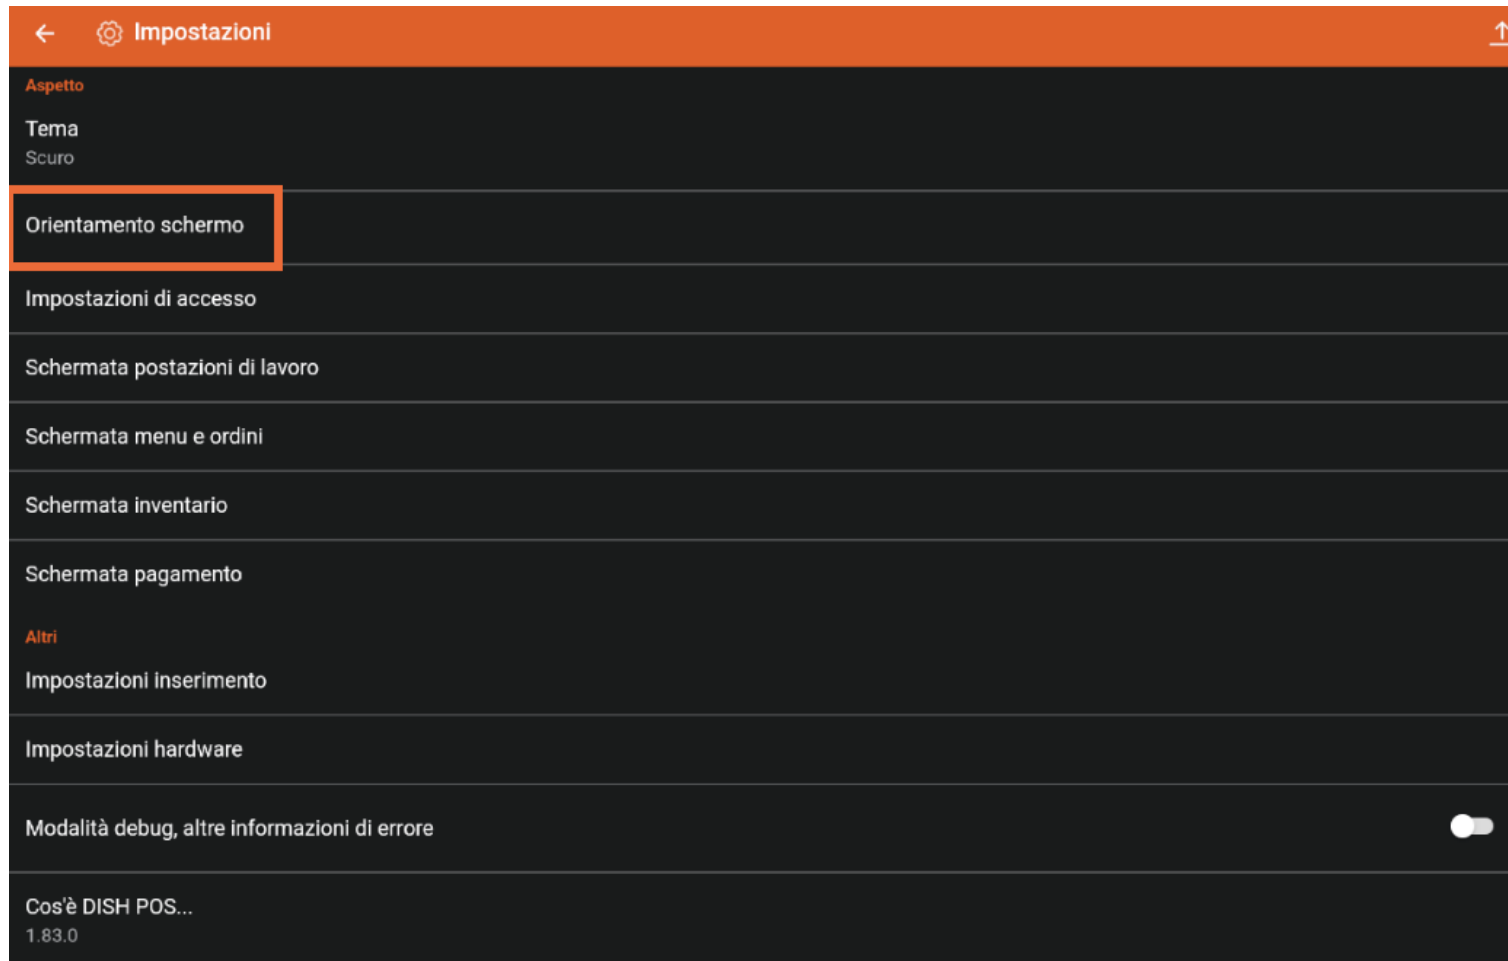 Impostazioni
Aspetto
Tema
Scuro
Orientamento schermo
Impostazioni di accesso
Schermata postazioni di lavoro
Schermata menu e ordini
Schermata inventario
Schermata pagamento
Altri
Impostazioni inserimento
Impostazioni hardware
Modalità debug, altre informazioni di errore
Cos'è DISH POS...
1.83.0